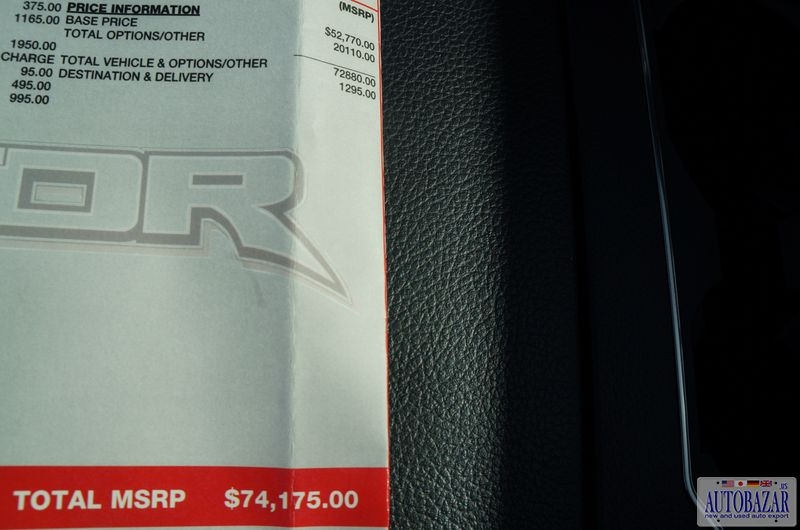 375.00 PRICE INFORMATION (MSRP)
1165.00 BASE PRICE $52,770.00
TOTAL OPTIONS/OTHER 20110.00
1950.00
CHARGE TOTAL VEHICLE & OPTIONS/OTHER 72880.00
95.00 DESTINATION & DELIVERY 1295.00
495.00
995.00
OR
TOTAL MSRP $74,175.00
AUTOBAZAR.us
new and used auto export